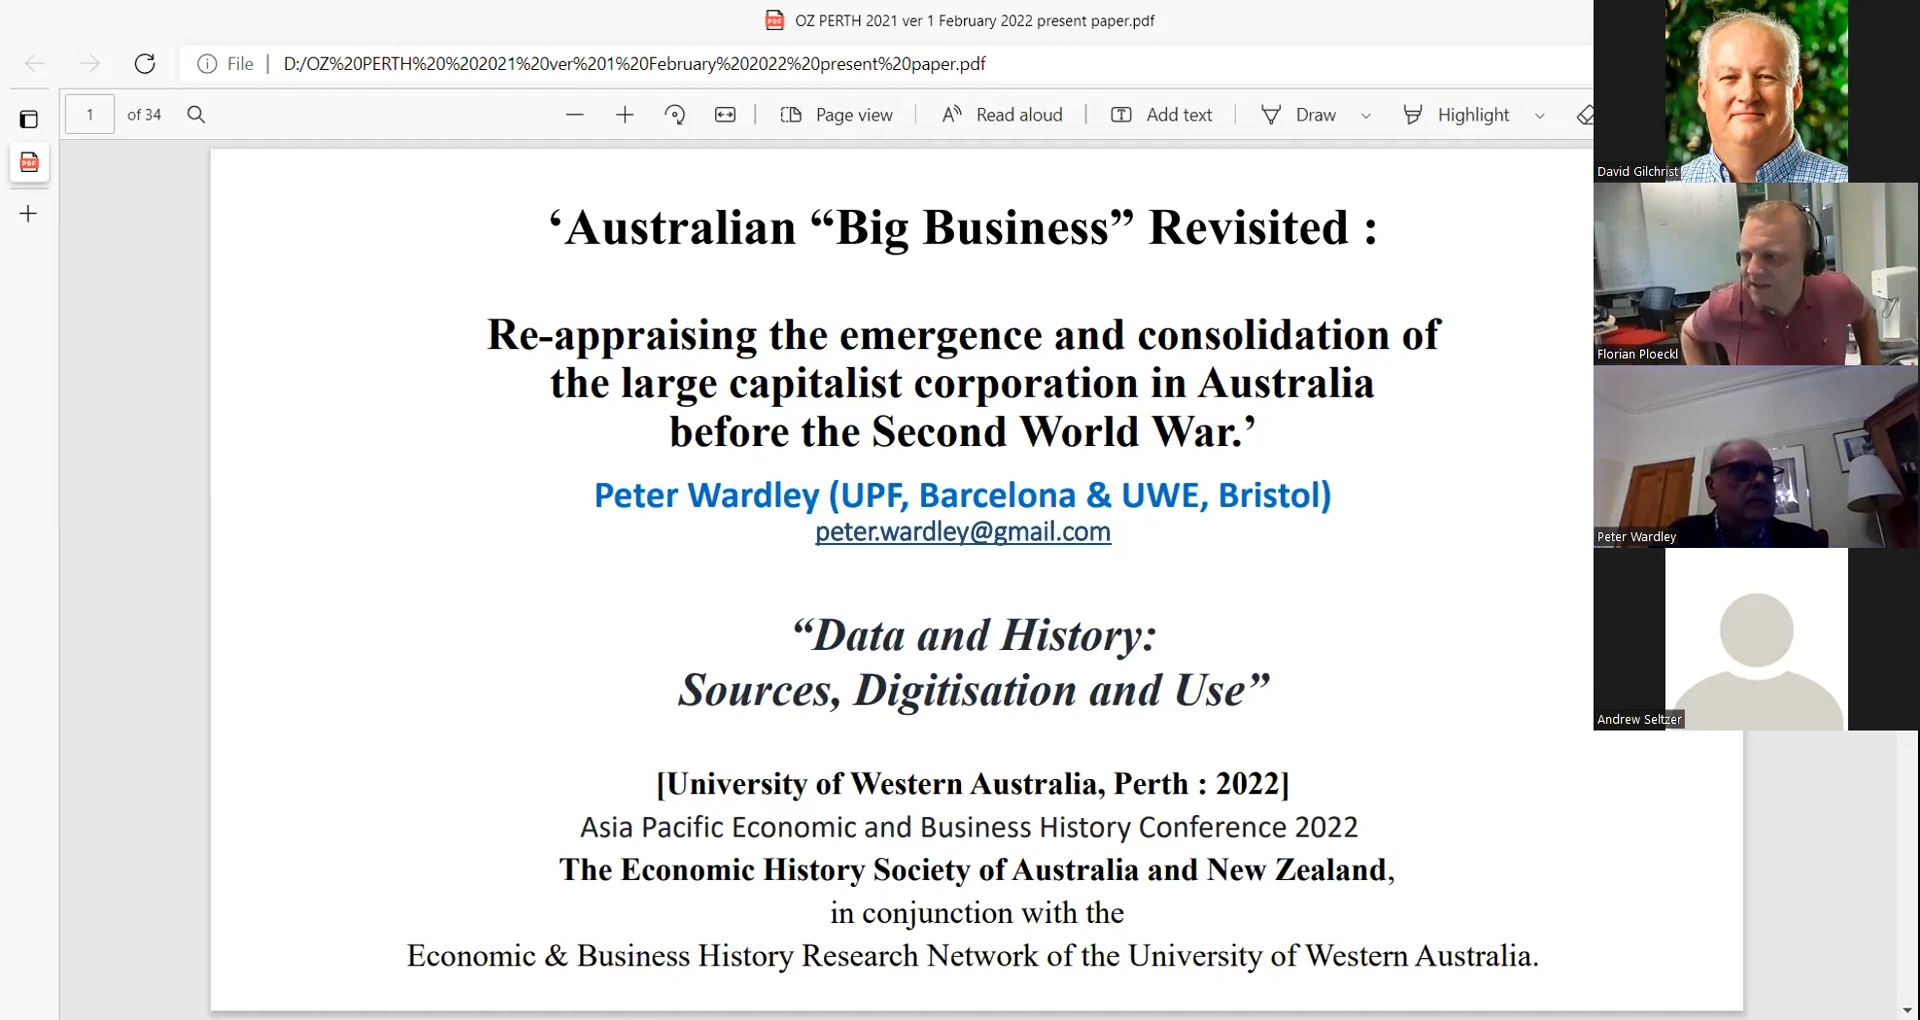 OZ PERTH 2021 ver 1 February 2022 present paper.pdf
File
D:/OZ%20PERTH%20%202021%20ver%201%20February%202022%20present%20paper.pdf
1 of 34
Page view
Read aloud
Add text
Draw
Highlight
‘Australian “Big Business” Revisited :
Re-appraising the emergence and consolidation of
the large capitalist corporation in Australia
before the Second World War.’
Peter Wardley (UPF, Barcelona & UWE, Bristol)
peter.wardley@gmail.com
“Data and History:
Sources, Digitisation and Use”
[University of Western Australia, Perth : 2022]
Asia Pacific Economic and Business History Conference 2022
The Economic History Society of Australia and New Zealand,
in conjunction with the
Economic & Business History Research Network of the University of Western Australia.
David Gilchrist
Florian Ploeckl
Peter Wardley
Andrew Seltzer